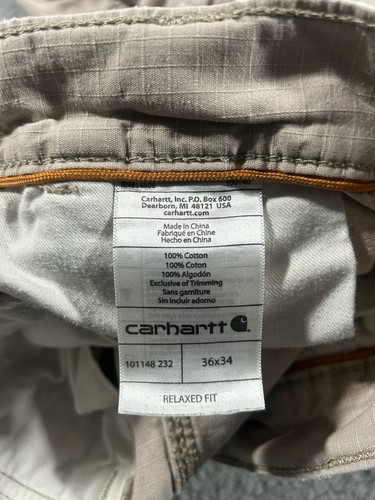 Carhartt, Inc. P.O. Box 600
Dearborn, MI 48121 USA
carhartt.com
Made in China
Fabriqué en Chine
Hecho en China
100% Cotton
100% Coton
100% Algodón
Exclusive of Trimming
Sans garniture
Sin incluir adorno
carhartt
101148 232 36x34
RELAXED FIT